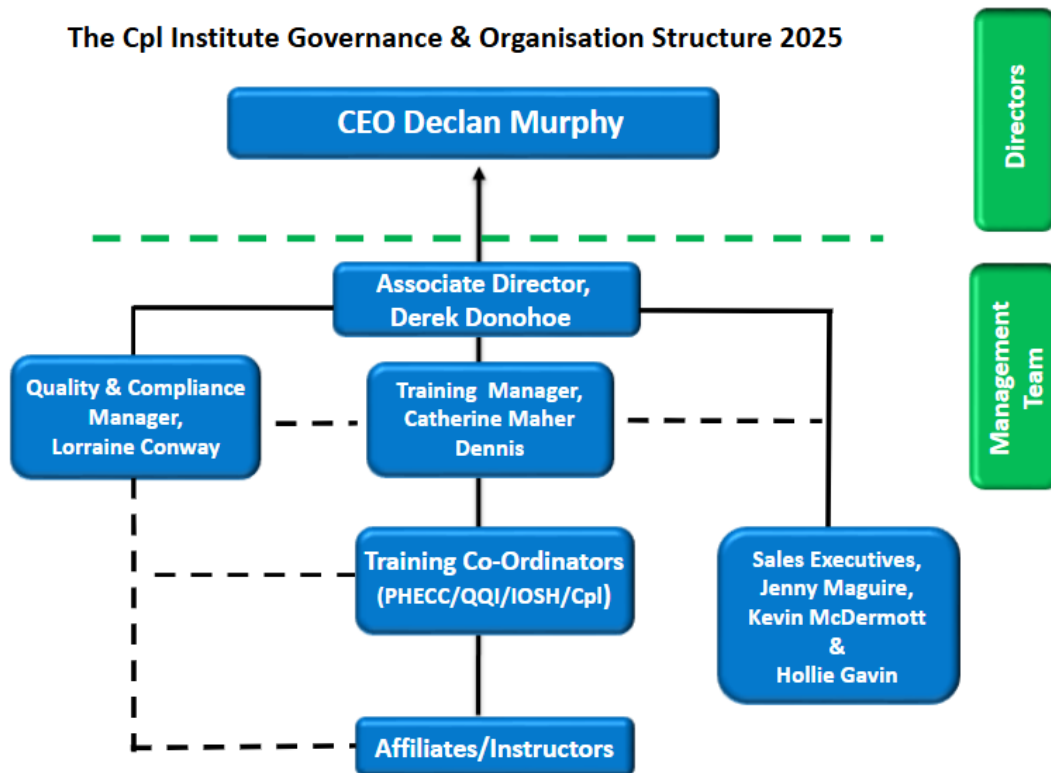 The Cpl Institute Governance & Organisation Structure 2025
Directors
CEO Declan Murphy
Associate Director,
Derek Donohoe
Management
Team
Quality & Compliance
Manager,
Lorraine Conway
Training Manager,
Catherine Maher
Dennis
Training Co-Ordinators
(PHECC/QQI/IOSH/Cpl)
Sales Executives,
Jenny Maguire,
Kevin McDermott
&
Hollie Gavin
Affiliates/Instructors